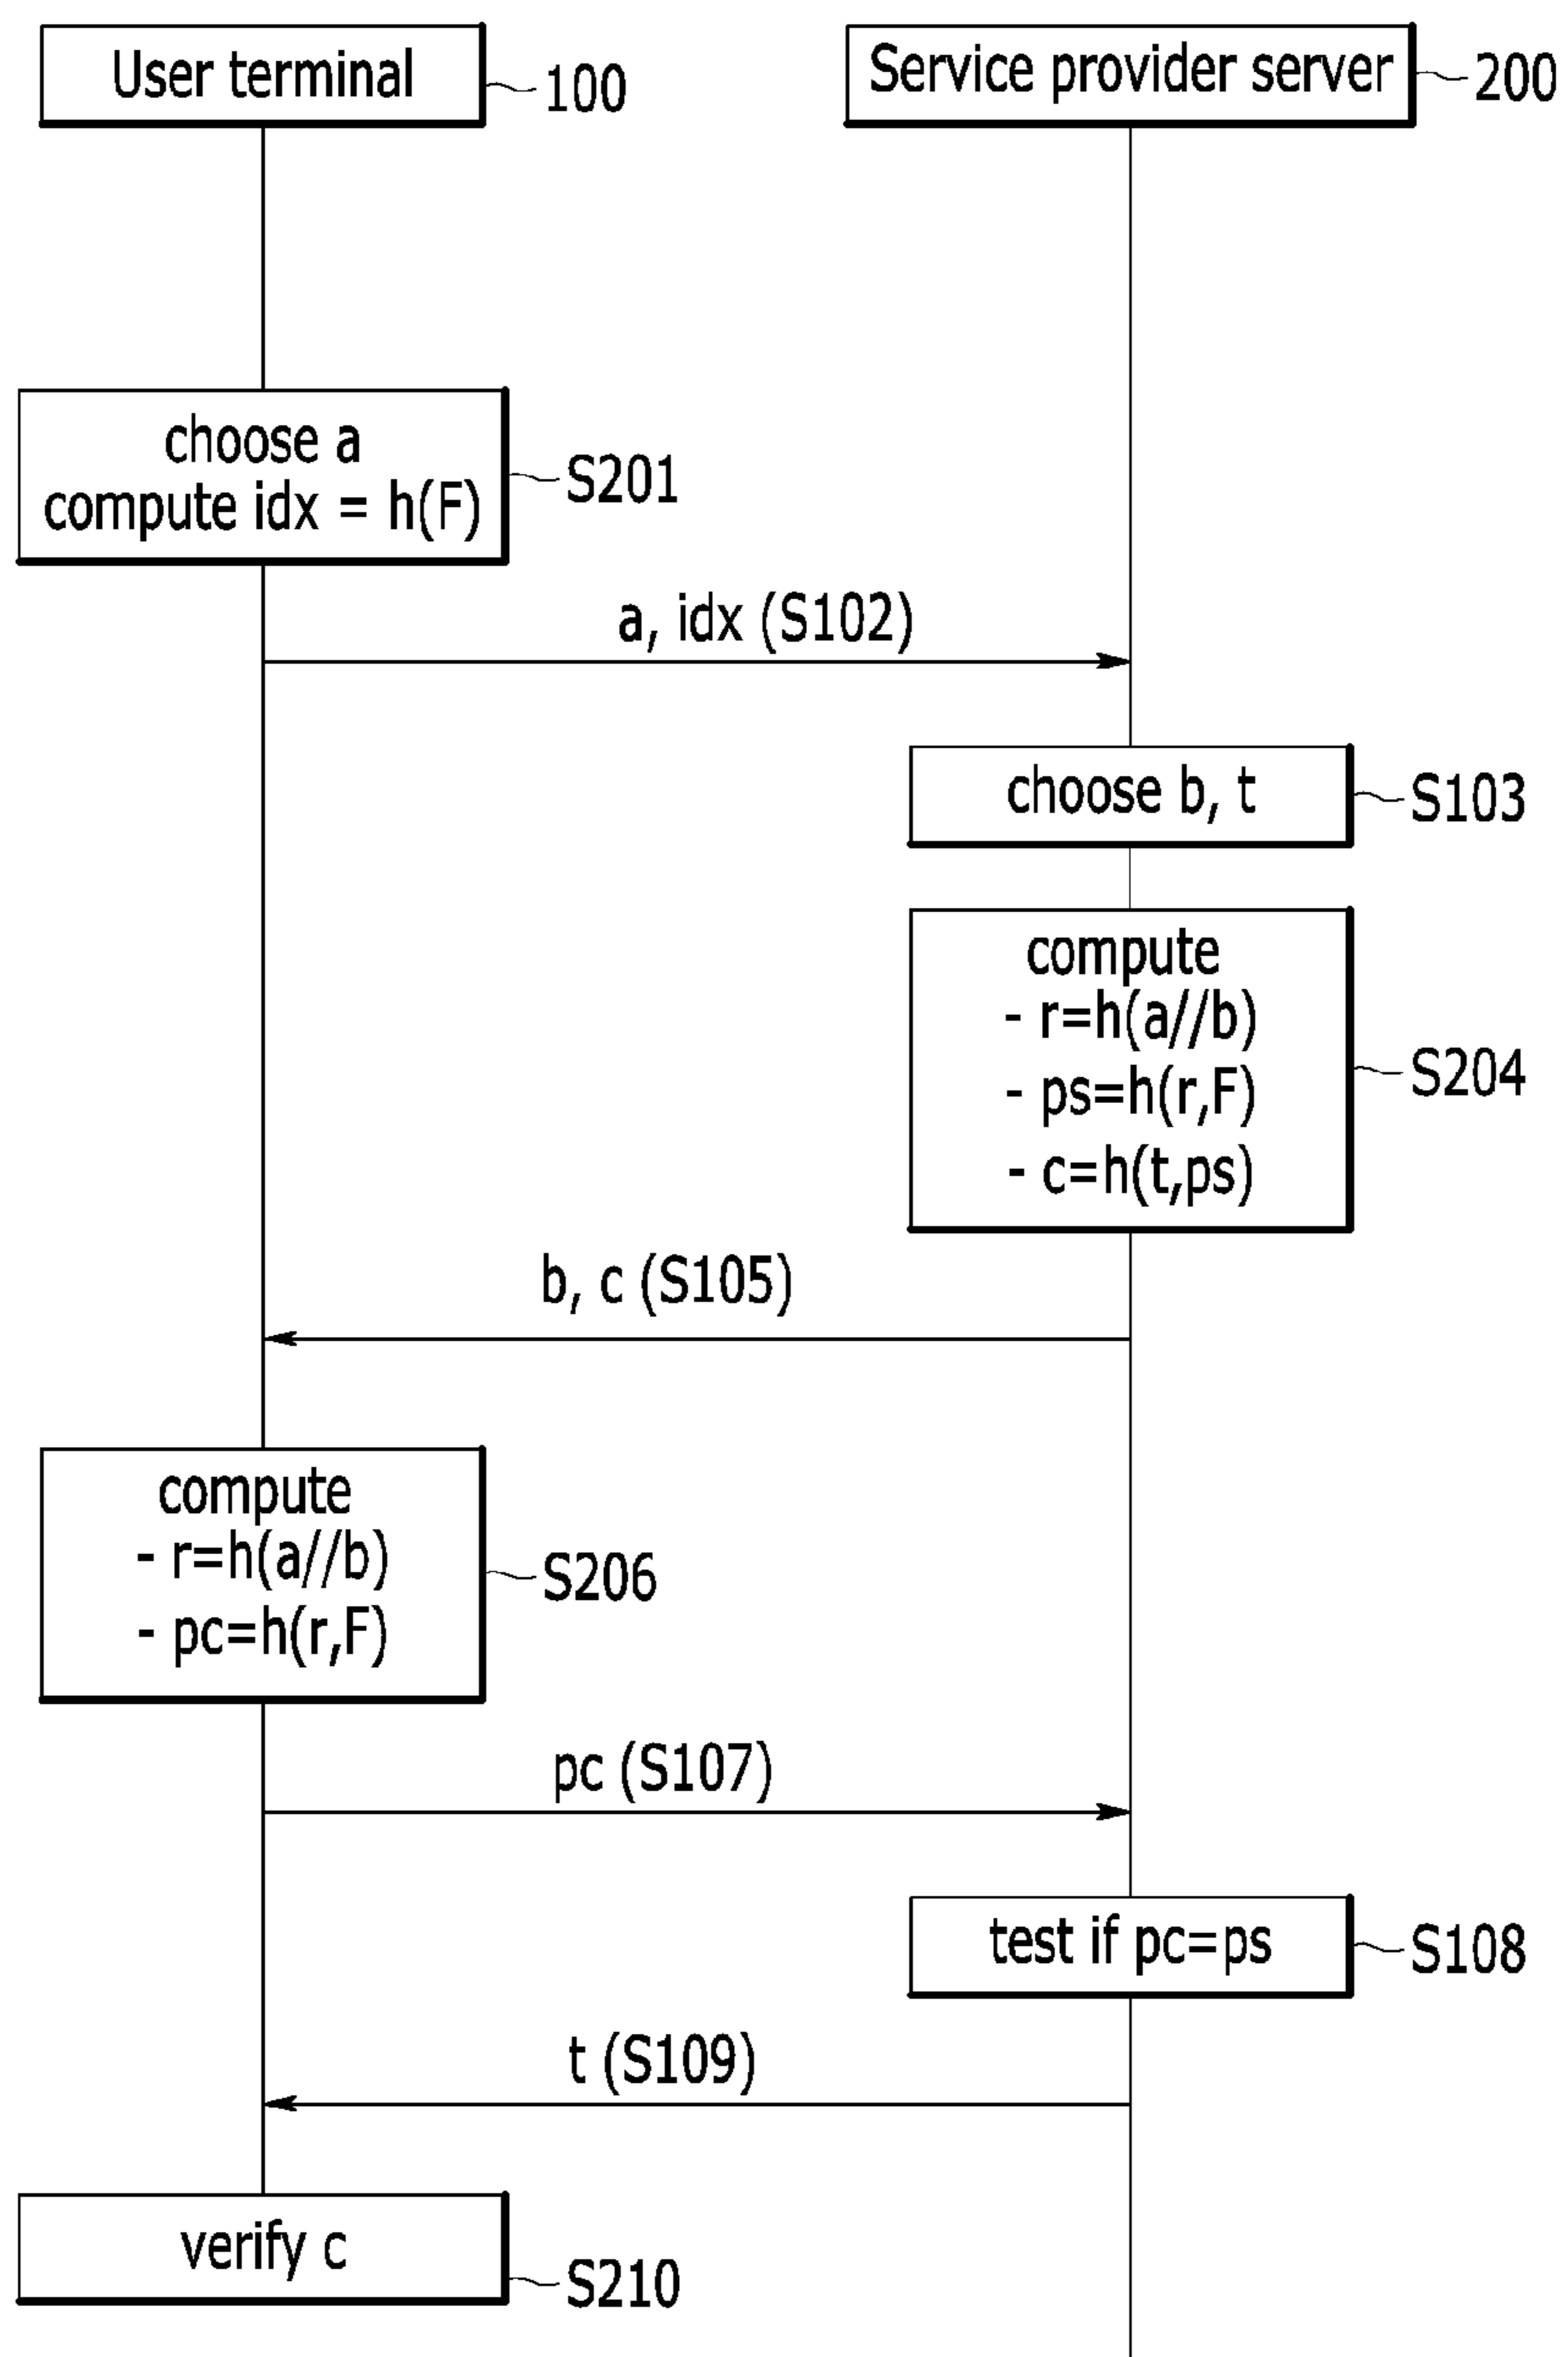 User terminal
100
Service provider server
200
choose a
compute idx = h(F)
S201
a, idx (S102)
choose b, t
S103
compute
- r=h(a//b)
- ps=h(r,F)
- c=h(t,ps)
S204
b, c (S105)
compute
- r=h(a//b)
- pc=h(r,F)
S206
pc (S107)
test if pc=ps
S108
t (S109)
verify c
S210